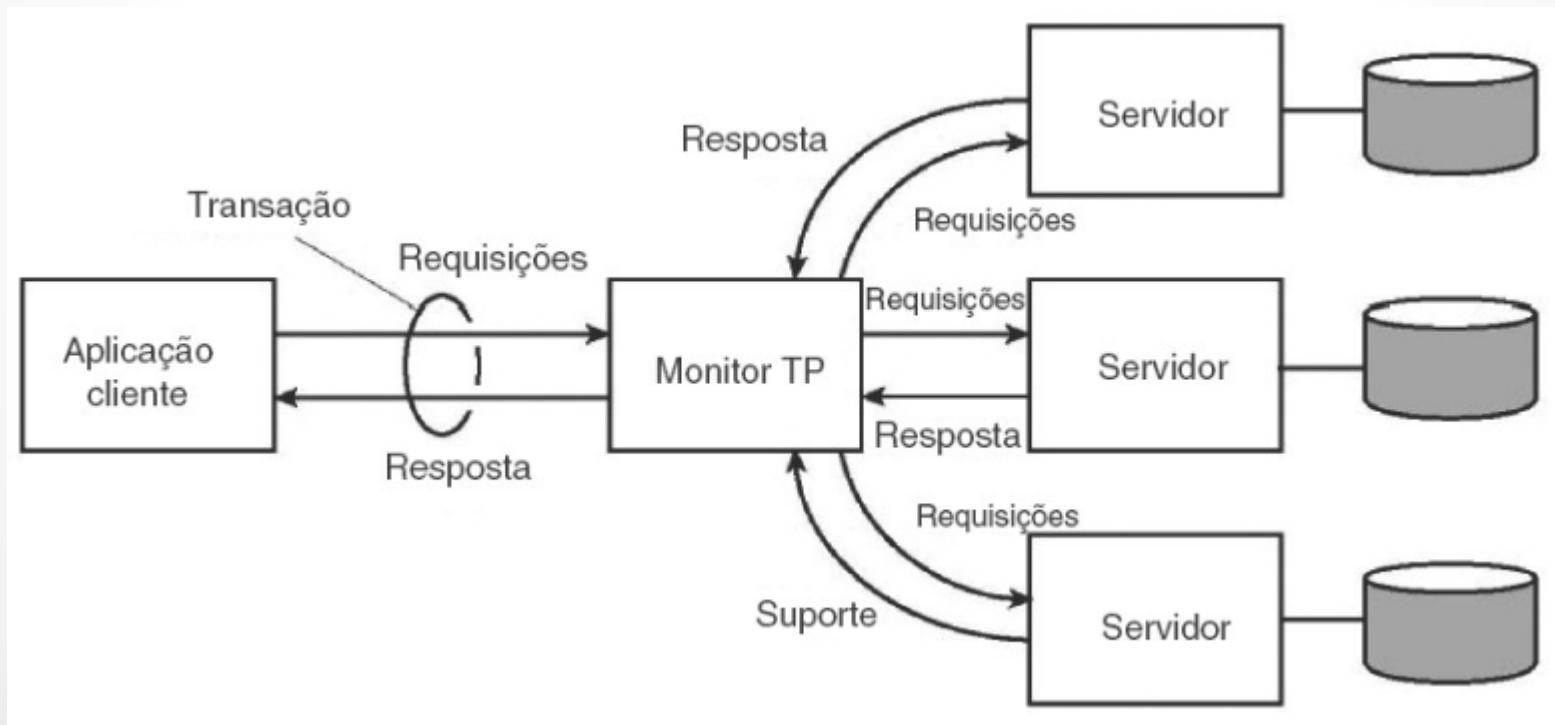 Transação
Requisições
Aplicação
cliente
Resposta
Monitor TP
Resposta
Requisições
Servidor
Requisições
Resposta
Servidor
Requisições
Suporte
Servidor